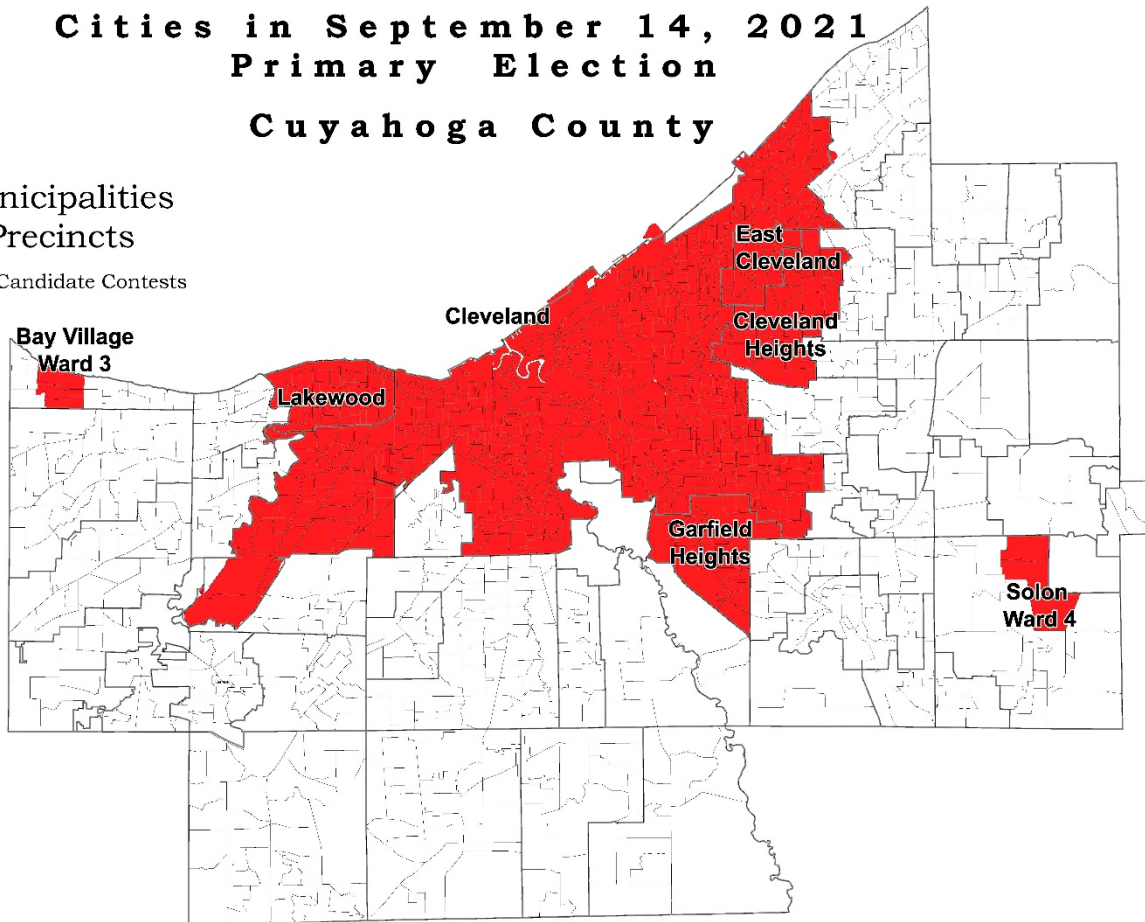 Cities in September 14, 2021
Primary Election
Cuyahoga County
nicipalities
Precincts
Candidate Contests
Bay Village
Ward 3
Lakewood
Cleveland
East
Cleveland
Cleveland
Heights
Garfield
Heights
Solon
Ward 4